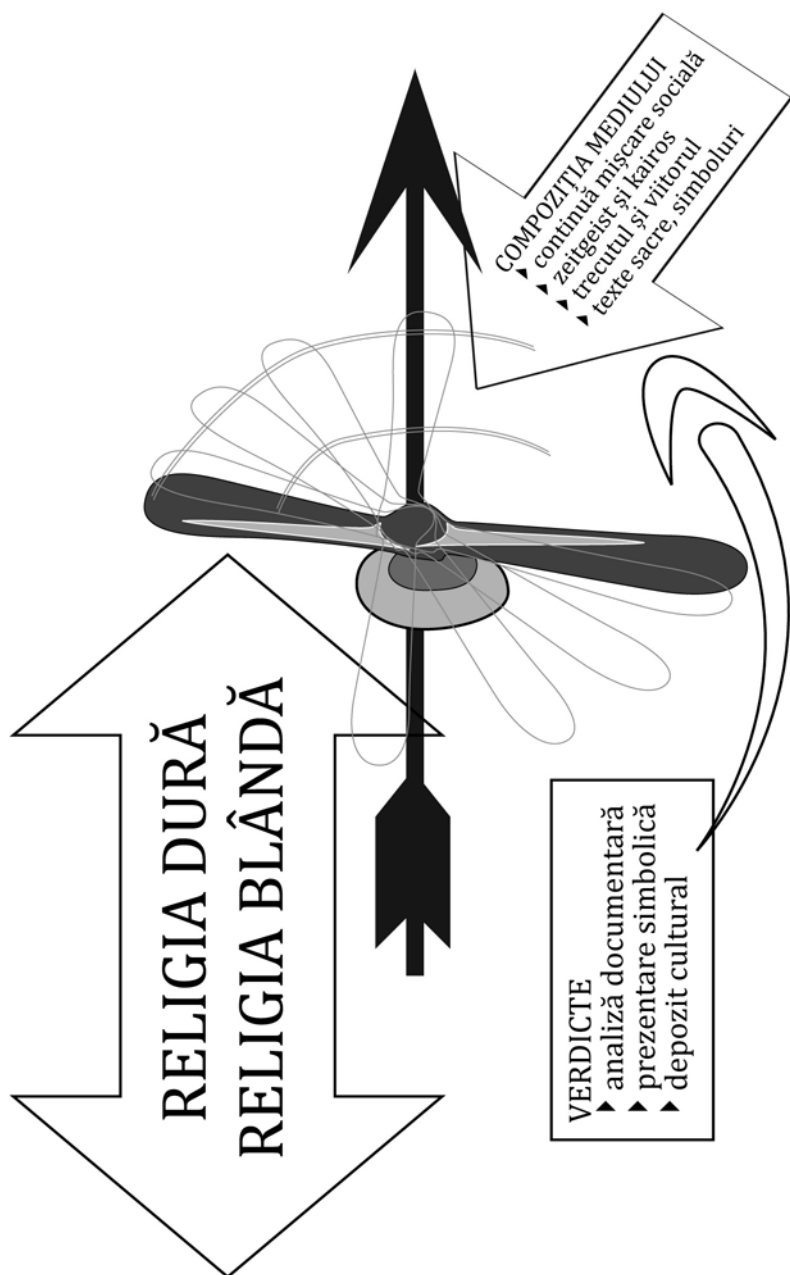 RELIGIA DURĂ
RELIGIA BLÂNDĂ
VERDICTE
analiză documentară
prezentare simbolică
depozit cultural
COMPOZIȚIA MEDIULUI
continuă mișcare socială
zeitgeist și kairos
trecutul și viitorul
texte sacre, simboluri